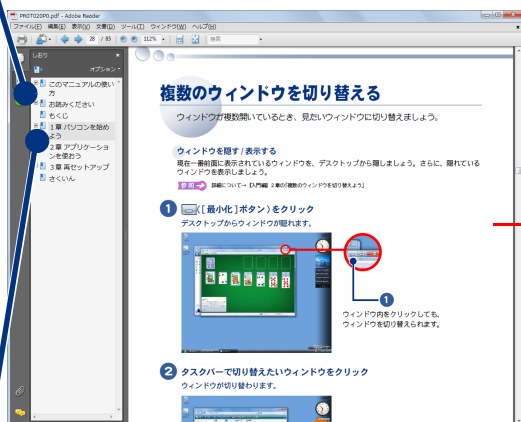 PROTO20P0.pdf - Adobe Reader
ファイル(F) 編集(E) 表示(V) 文書(D) ツール(T) ウィンドウ(W) ヘルプ(H)
28 / 85
112%
検索
しおり
オプション
このマニュアルの使い
方
お読みください
もくじ
1章 パソコンを始め
よう
2章 アプリケーショ
ンを使おう
3章 再セットアップ
さくいん
複数のウィンドウを切り替える
ウィンドウが複数開いているとき、見たいウィンドウに切り替えましょう。
ウィンドウを隠す/表示する
現在一番前面に表示されているウィンドウを、デスクトップから隠しましょう。さらに、隠れている
ウィンドウを表示しましょう。
参照 詳細について→『入門編 2章の「複数のウィンドウを切り替えよう」』
1 ([最小化]ボタン)をクリック
デスクトップからウィンドウが隠れます。
1
ウィンドウ内をクリックしても、
ウィンドウを切り替えられます。
2 タスクバーで切り替えたいウィンドウをクリック
ウィンドウが切り替わります。